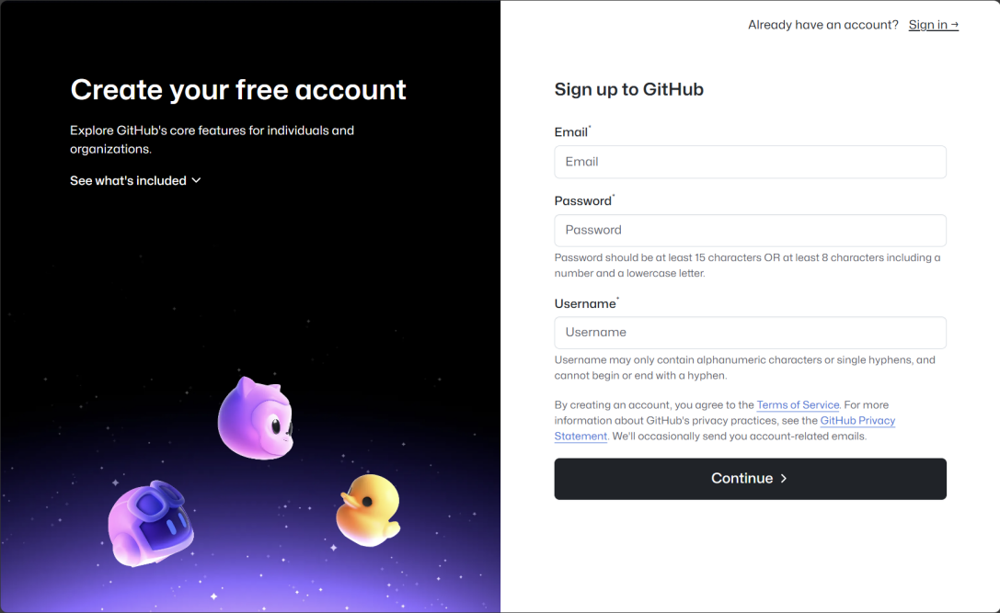 Already have an account? Sign in →
Create your free account
Explore GitHub's core features for individuals and
organizations.
See what's included
Sign up to GitHub
Email*
Email
Password*
Password
Password should be at least 15 characters OR at least 8 characters including a
number and a lowercase letter.
Username*
Username
Username may only contain alphanumeric characters or single hyphens, and
cannot begin or end with a hyphen.
By creating an account, you agree to the Terms of Service. For more
information about GitHub's privacy practices, see the GitHub Privacy
Statement. We'll occasionally send you account-related emails.
Continue